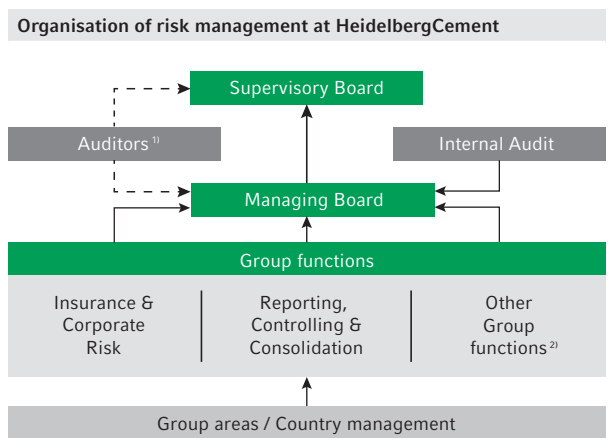 Organisation of risk management at HeidelbergCement
Supervisory Board
Auditors 1)
Internal Audit
Managing Board
Group functions
Insurance &
Corporate
Risk
Reporting,
Controlling &
Consolidation
Other
Group
functions 2)
Group areas / Country management